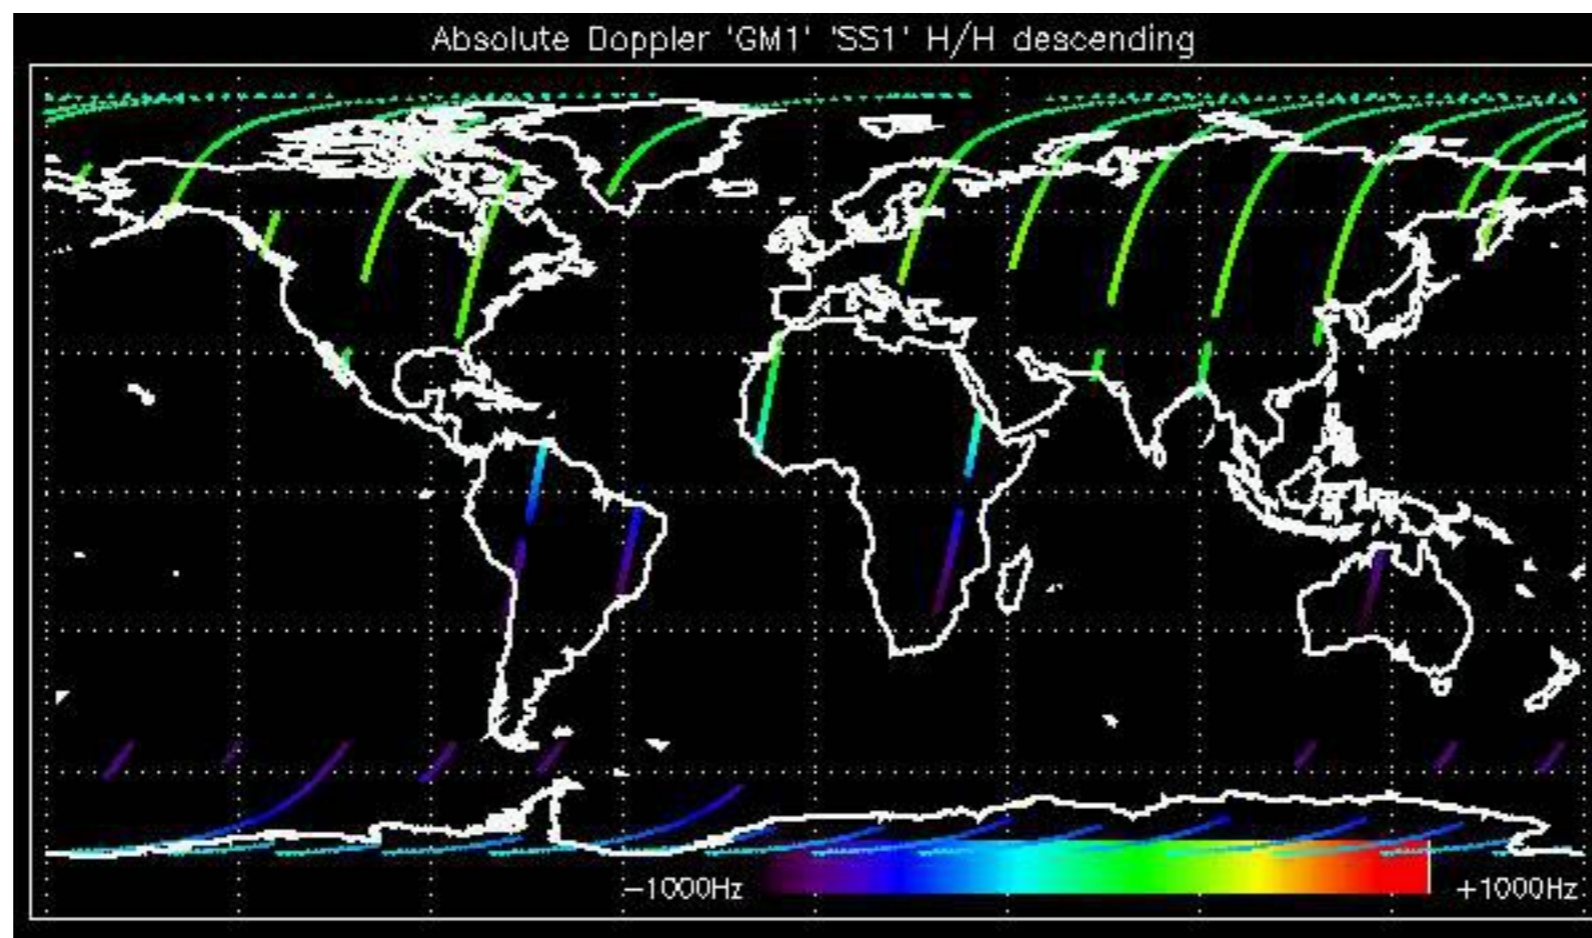 Absolute Doppler 'GM1' 'SS1' H/H descending
−1000Hz +1000Hz